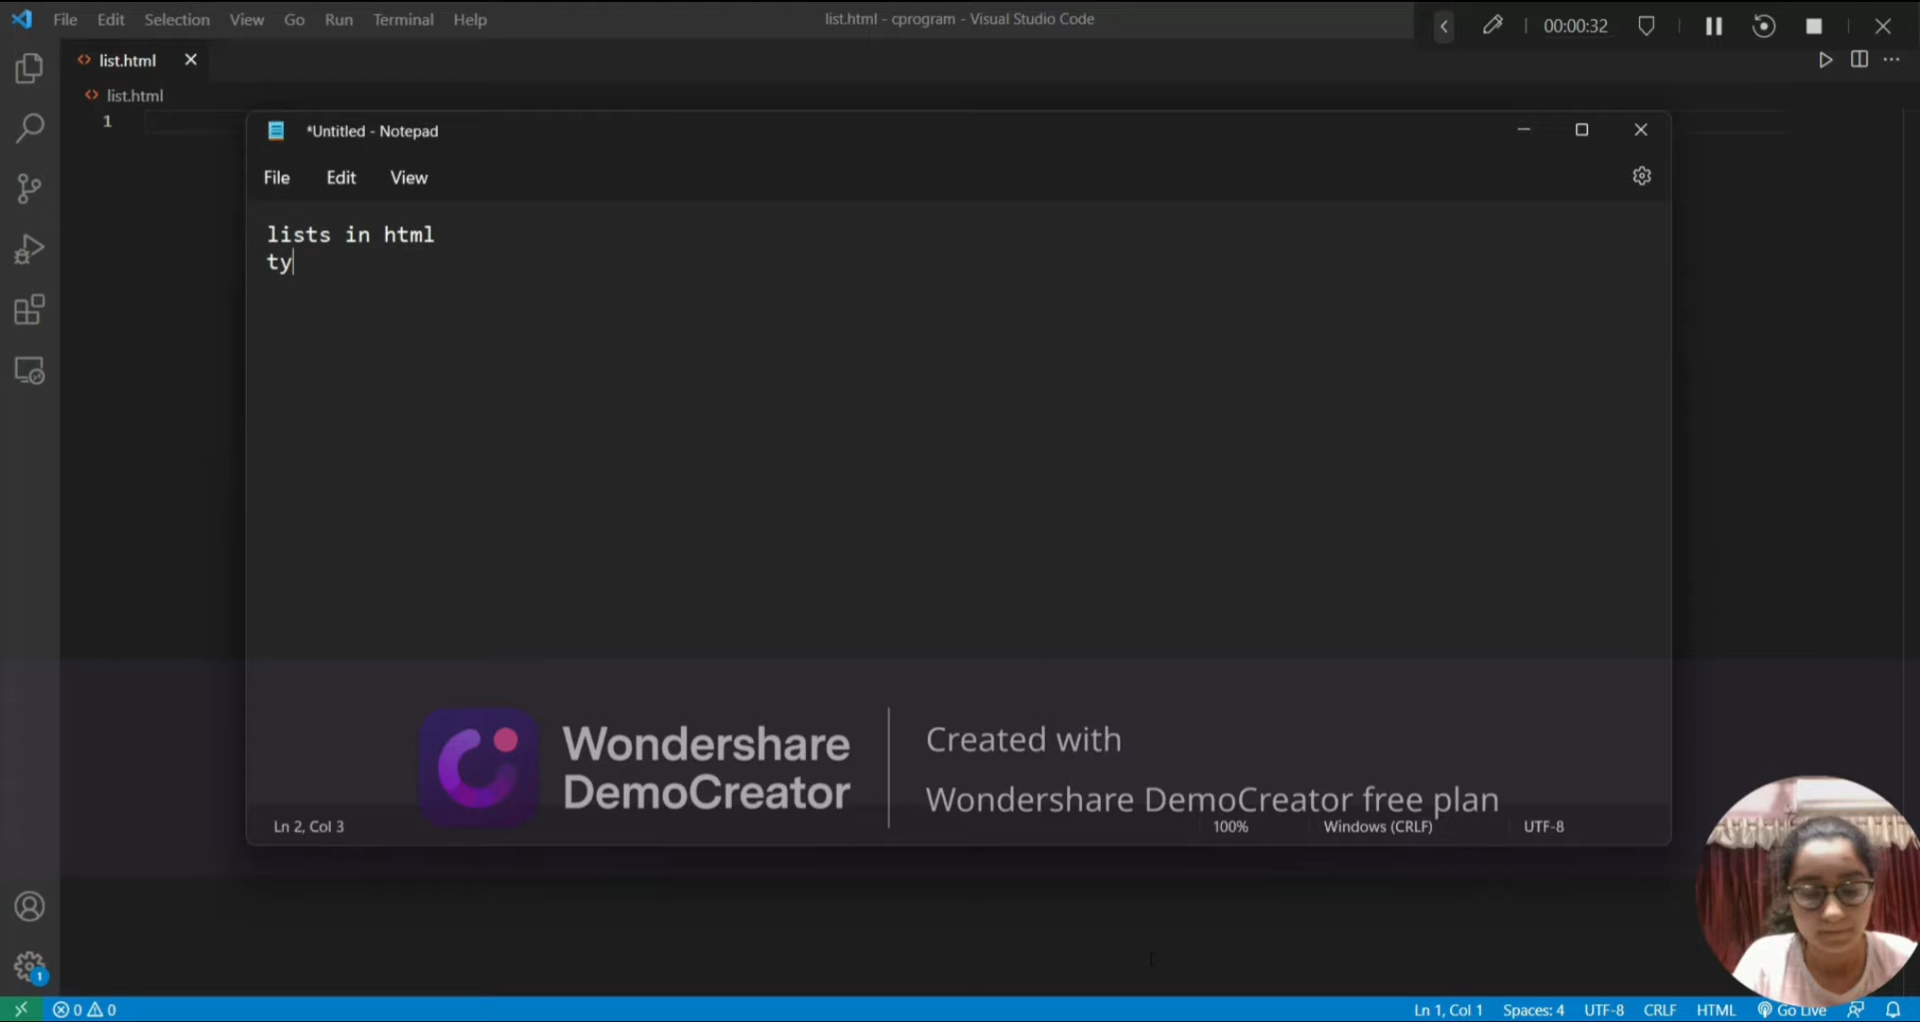 File Edit Selection View Go Run Terminal Help
list.html - cprogram - Visual Studio Code
00:00:32
list.html
list.html
1
*Untitled - Notepad
File Edit View
lists in html
ty
Wondershare
DemoCreator
Created with
Wondershare DemoCreator free plan
Ln 2, Col 3
100%
Windows (CRLF)
UTF-8
1
0 0
Ln 1, Col 1
Spaces: 4
UTF-8
CRLF
HTML
Go Live